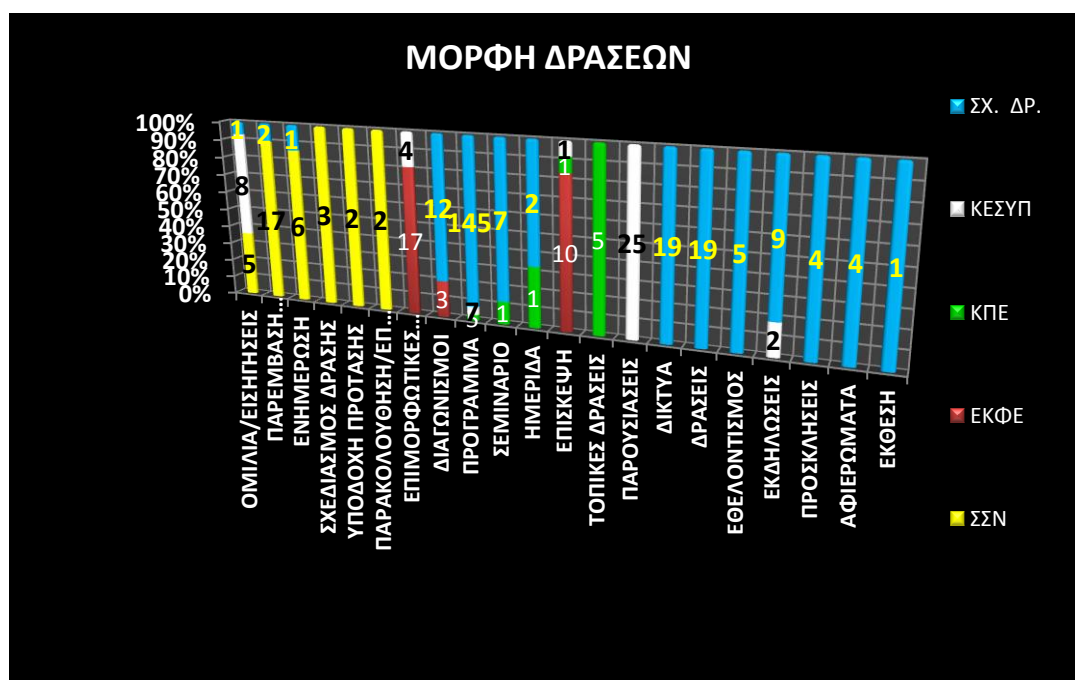 ΜΟΡΦΗ ΔΡΑΣΕΩΝ
100%
90%
80%
70%
60%
50%
40%
30%
20%
10%
0%
1 2 1
8
5 17 6 3 2 2
4
17
12
3
145 7
7
1
2
1
1
1
10
5
25
19 19 5 9 4 4 1
2
ΟΜΙΛΙΑ/ΕΙΣΗΓΗΣΕΙΣ
ΠΑΡΕΜΒΑΣΗ…
ΕΝΗΜΕΡΩΣΗ
ΣΧΕΔΙΑΣΜΟΣ ΔΡΑΣΗΣ
ΥΠΟΔΟΧΗ ΠΡΟΤΑΣΗΣ
ΠΑΡΑΚΟΛΟΥΘΗΣΗ/ΕΠ…
ΕΠΙΜΟΡΦΩΤΙΚΕΣ…
ΔΙΑΓΩΝΙΣΜΟΙ
ΠΡΟΓΡΑΜΜΑ
ΣΕΜΙΝΑΡΙΟ
ΗΜΕΡΙΔΑ
ΕΠΙΣΚΕΨΗ
ΤΟΠΙΚΕΣ ΔΡΑΣΕΙΣ
ΠΑΡΟΥΣΙΑΣΕΙΣ
ΔΙΚΤΥΑ
ΔΡΑΣΕΙΣ
ΕΘΕΛΟΝΤΙΣΜΟΣ
ΕΚΔΗΛΩΣΕΙΣ
ΠΡΟΣΚΛΗΣΕΙΣ
ΑΦΙΕΡΩΜΑΤΑ
ΕΚΘΕΣΗ
ΣΧ. ΔΡ.
ΚΕΣΥΠ
ΚΠΕ
ΕΚΦΕ
ΣΣΝ